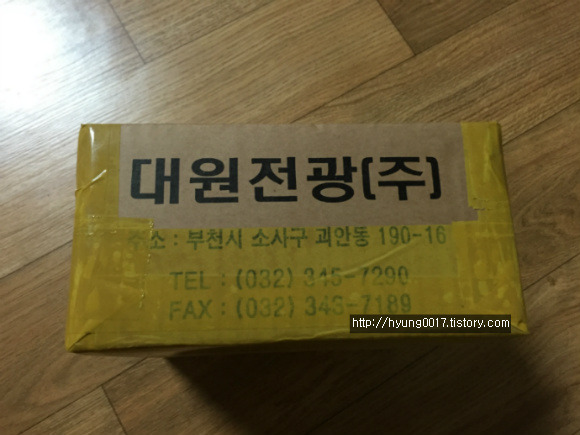 대원전광(주)
주소 : 부천시 소사구 괴안동 190-16
TEL : (032) 345-7290
FAX : (032) 345-7189
http://hyung0017.tistory.com